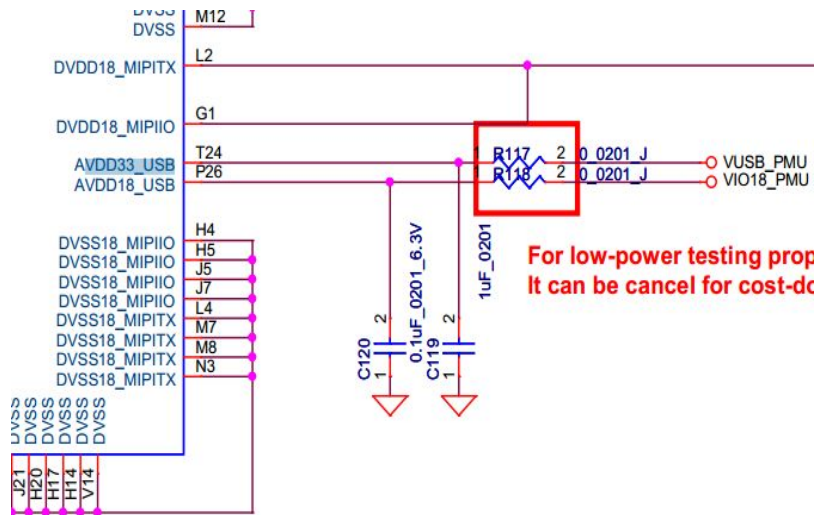 DVSS
M12
DVSS
L2
DVDD18_MIPITX
G1
DVDD18_MIPIIO
T24
AVDD33_USB
P26
AVDD18_USB
1 R117 2 0_0201_J VUSB_PMU
1 R118 2 0_0201_J VIO18_PMU
H4
DVSS18_MIPIIO
H5
DVSS18_MIPIIO
J5
DVSS18_MIPIIO
J7
DVSS18_MIPIIO
L4
DVSS18_MIPITX
M7
DVSS18_MIPITX
M8
DVSS18_MIPITX
N3
DVSS18_MIPITX
For low-power testing prop
It can be cancel for cost-do
C120
2
1
0.1uF_0201_6.3V
C119
2
1
1uF_0201
DVSS
DVSS
DVSS
DVSS
DVSS
J21
H20
H17
H14
V14